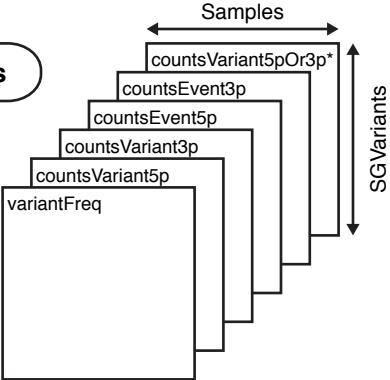 Samples
s
countsVariant5pOr3p*
countsEvent3p
countsEvent5p
countsVariant3p
countsVariant5p
variantFreq
SGVariants